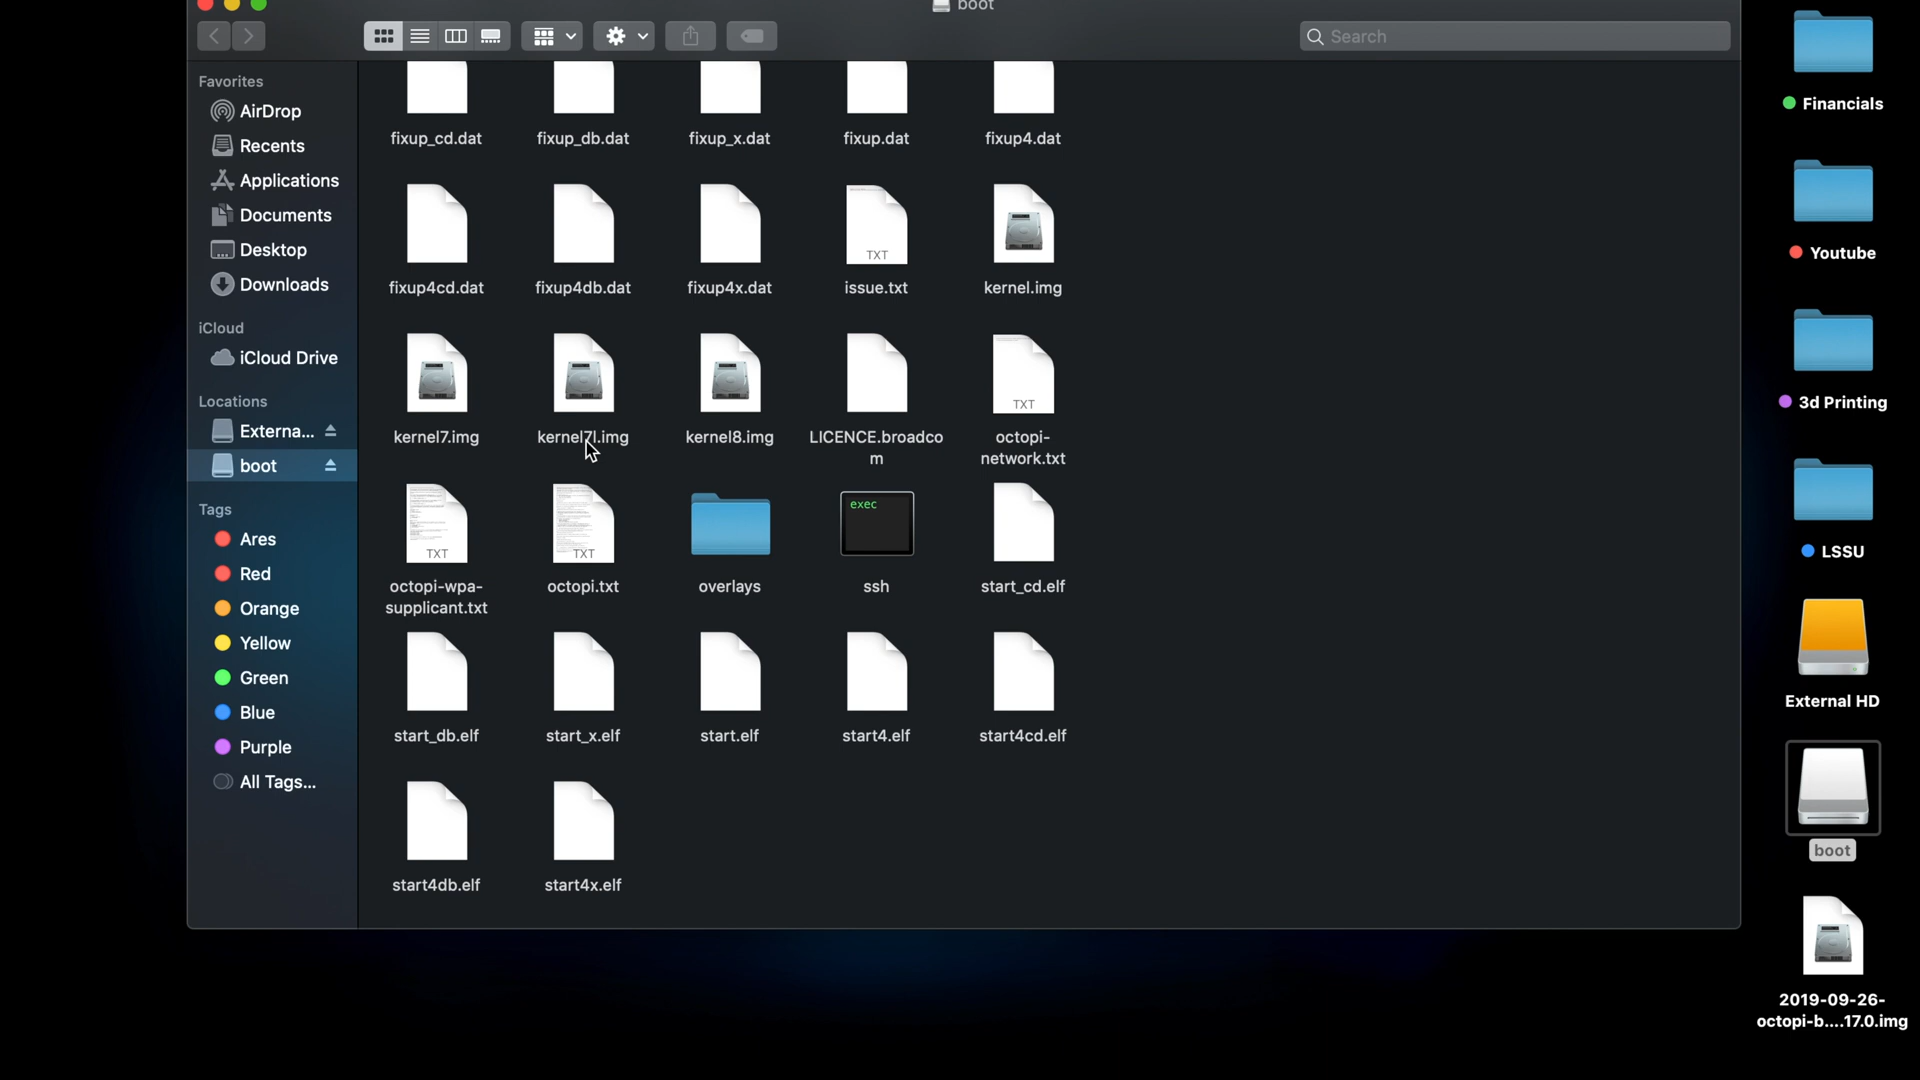 boot
Search
Favorites
AirDrop
Recents
Applications
Documents
Desktop
Downloads
iCloud
iCloud Drive
Locations
Externa...
boot
Tags
Ares
Red
Orange
Yellow
Green
Blue
Purple
All Tags...
fixup_cd.dat
fixup_db.dat
fixup_x.dat
fixup.dat
fixup4.dat
TXT
fixup4cd.dat
fixup4db.dat
fixup4x.dat
issue.txt
kernel.img
TXT
kernel7.img
kernel7l.img
kernel8.img
LICENCE.broadco
m
octopi-
network.txt
TXT
TXT
exec
octopi-wpa-
supplicant.txt
octopi.txt
overlays
ssh
start_cd.elf
start_db.elf
start_x.elf
start.elf
start4.elf
start4cd.elf
start4db.elf
start4x.elf
Financials
Youtube
3d Printing
LSSU
External HD
boot
2019-09-26-
octopi-b....17.0.img